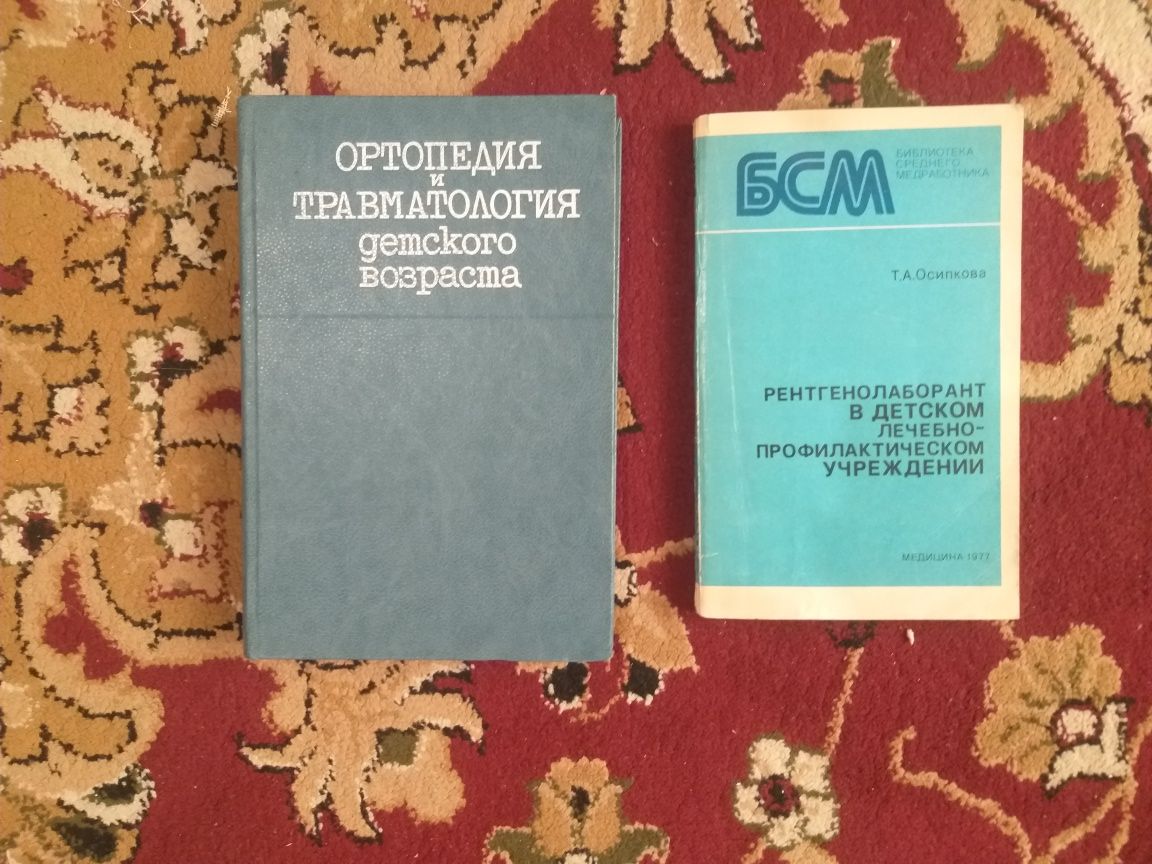 ОРТОПЕДИЯ
и
ТРАВМАТОЛОГИЯ
детского
возраста
БСМ
БИБЛИОТЕКА
СРЕДНЕГО
МЕДРАБОТНИКА
Т.А.Осипкова
РЕНТГЕНОЛАБОРАНТ
В ДЕТСКОМ
ЛЕЧЕБНО-
ПРОФИЛАКТИЧЕСКОМ
УЧРЕЖДЕНИИ
МЕДИЦИНА 1977